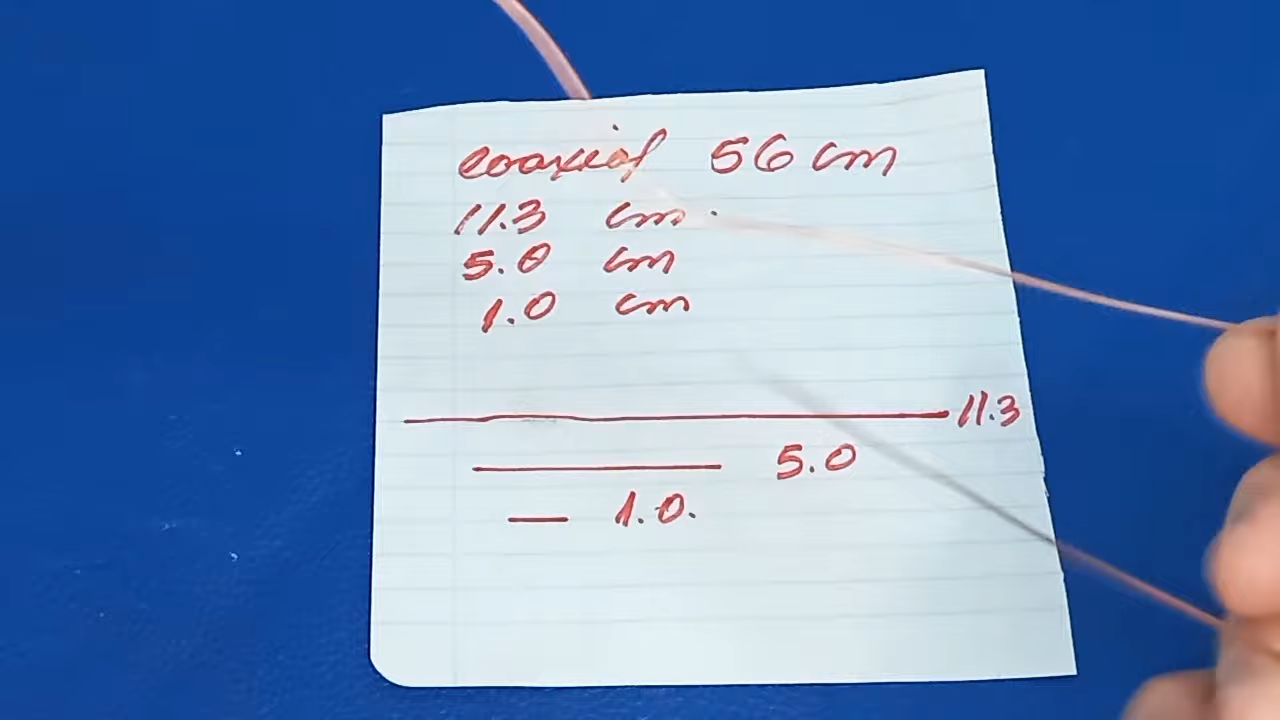 coaxial 56 cm
11.3 cm.
5.0 cm
1.0 cm
11.3
5.0
1.0.